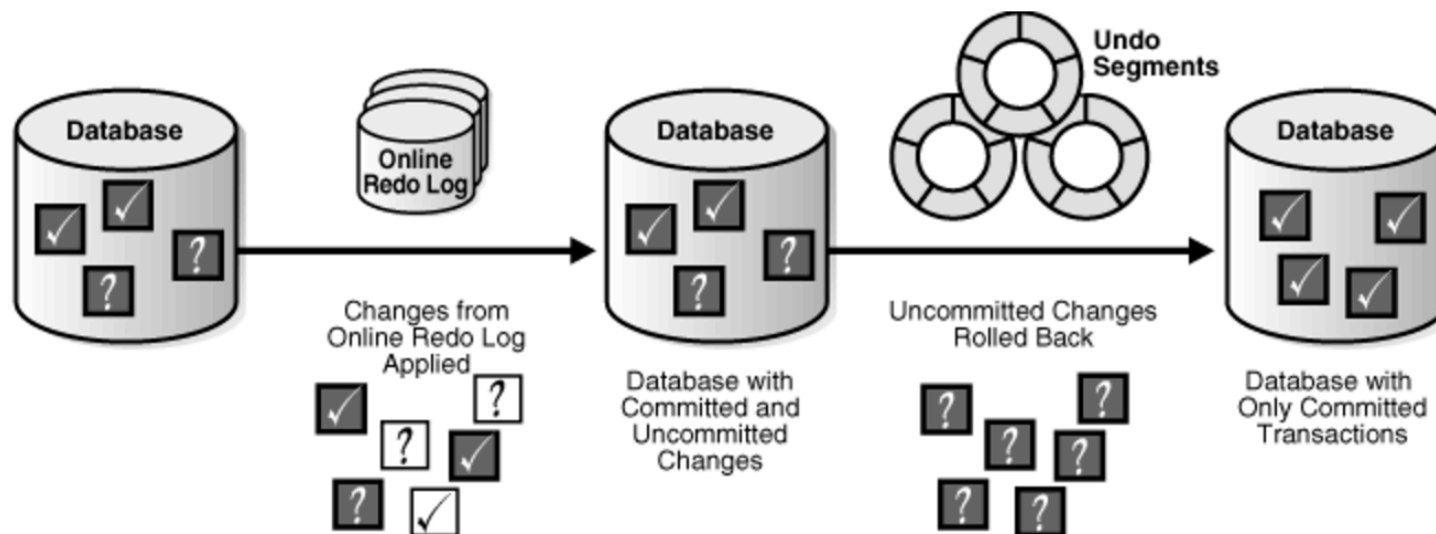 Database
Online
Redo Log
Database
Undo
Segments
Database
✓
✓
?
?
✓
✓
?
?
✓
✓
✓
✓
Changes from
Online Redo Log
Applied
✓
?
?
✓
?
✓
Database with
Committed and
Uncommitted
Changes
Uncommitted Changes
Rolled Back
?
?
?
?
?
?
Database with
Only Committed
Transactions